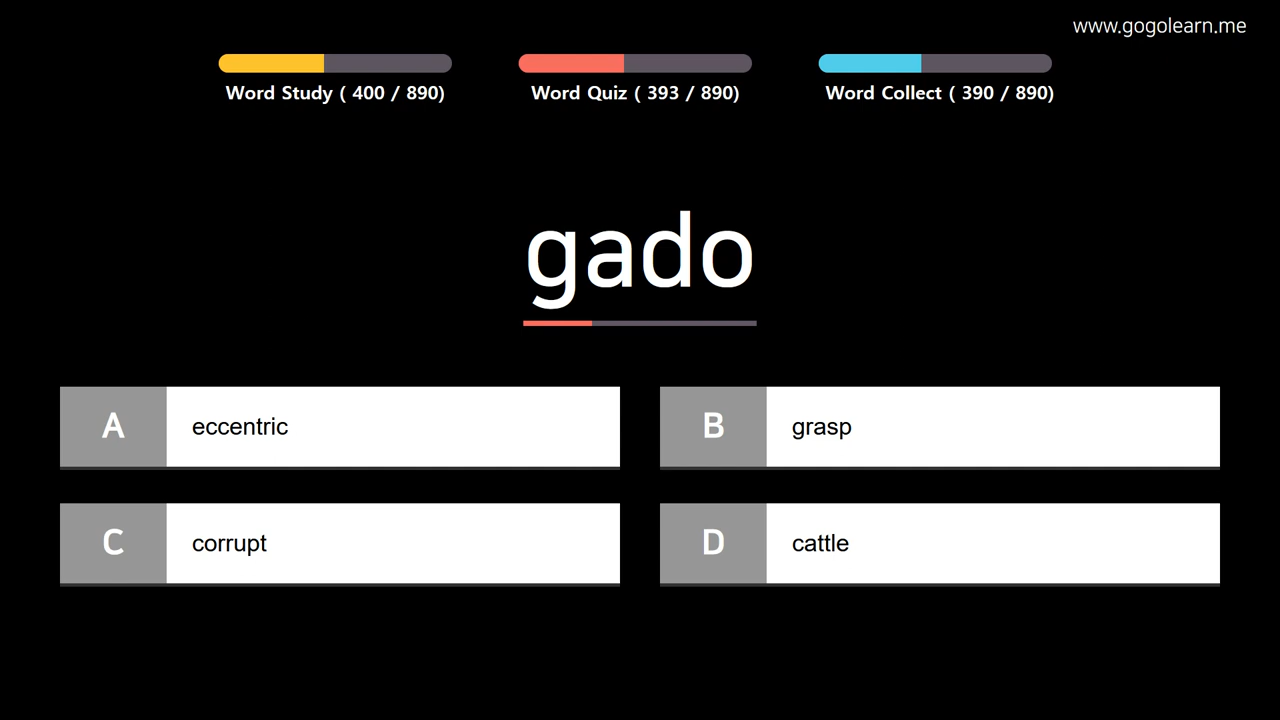 www.gogolearn.me
Word Study ( 400 / 890)
Word Quiz ( 393 / 890)
Word Collect ( 390 / 890)
gado
A eccentric
B grasp
C corrupt
D cattle